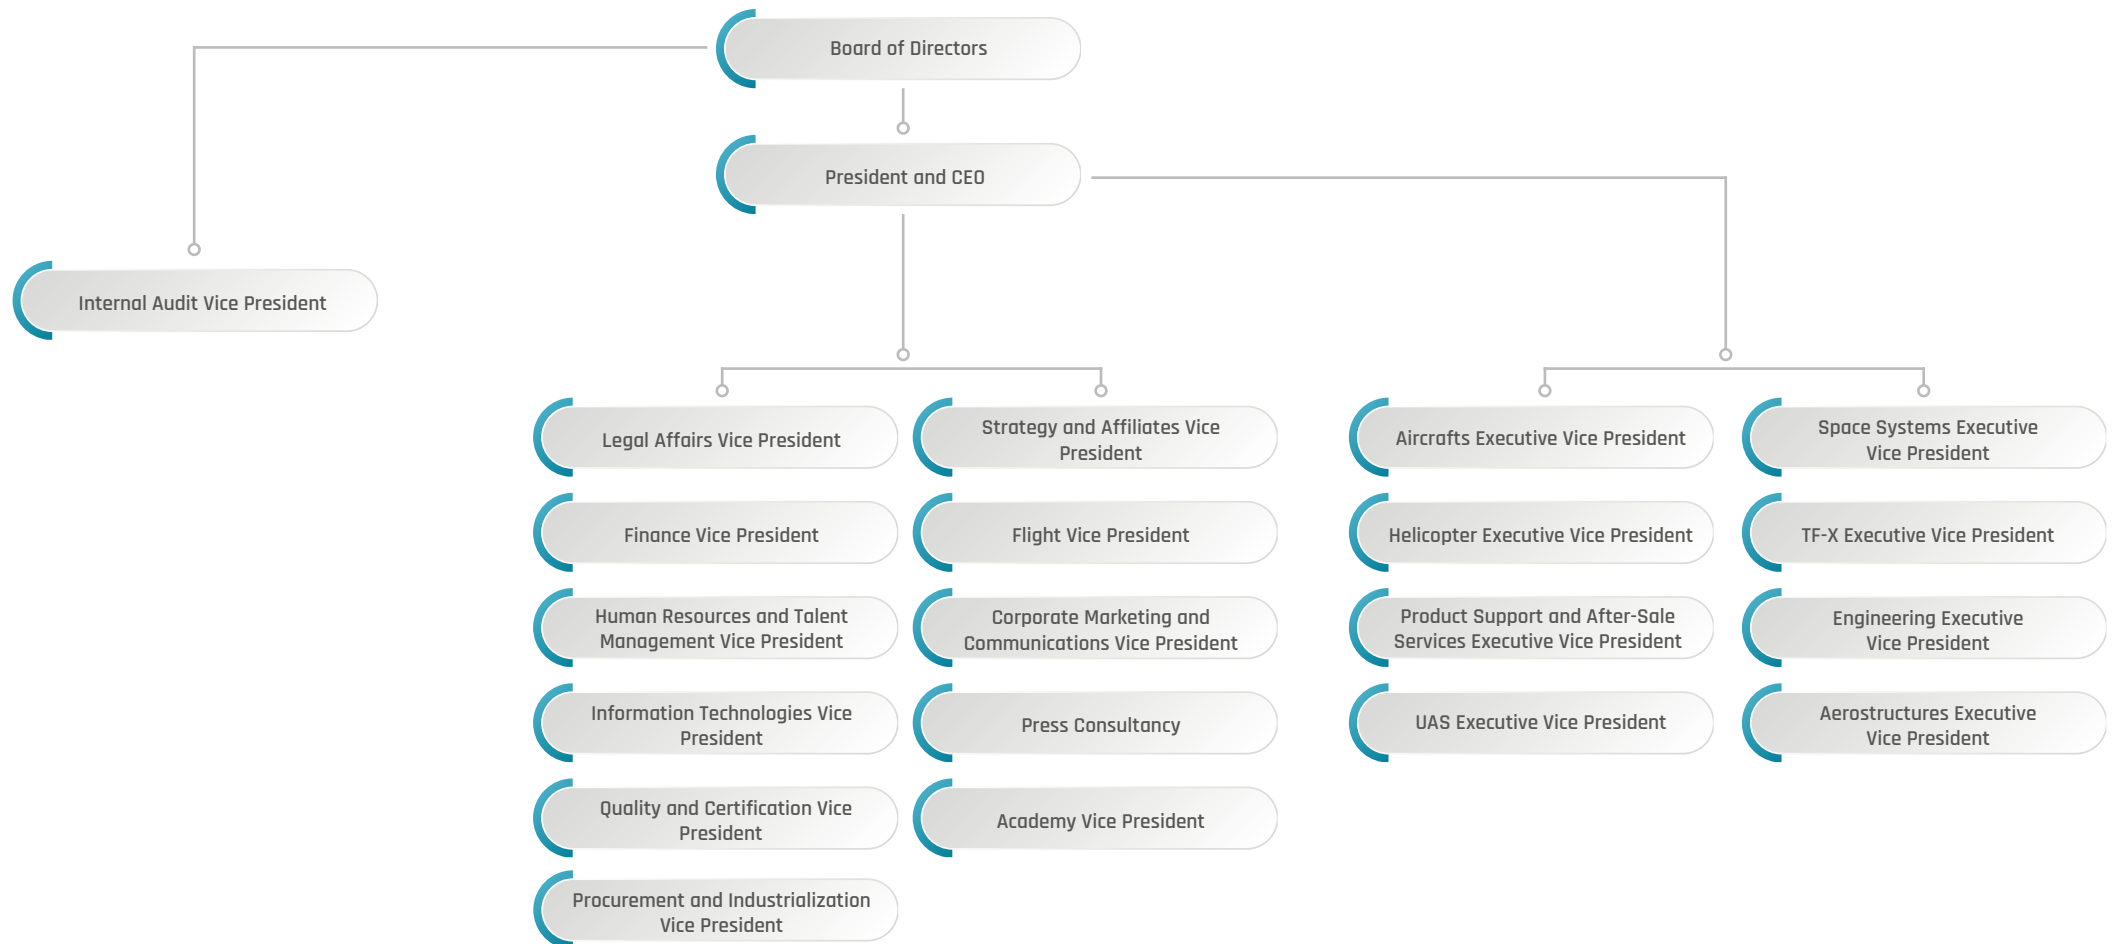 Board of Directors
President and CEO
Internal Audit Vice President
Legal Affairs Vice President
Finance Vice President
Human Resources and Talent
Management Vice President
Information Technologies Vice
President
Quality and Certification Vice
President
Procurement and Industrialization
Vice President
Strategy and Affiliates Vice
President
Flight Vice President
Corporate Marketing and
Communications Vice President
Press Consultancy
Academy Vice President
Aircrafts Executive Vice President
Helicopter Executive Vice President
Product Support and After-Sale
Services Executive Vice President
UAS Executive Vice President
Space Systems Executive
Vice President
TF-X Executive Vice President
Engineering Executive
Vice President
Aerostructures Executive
Vice President